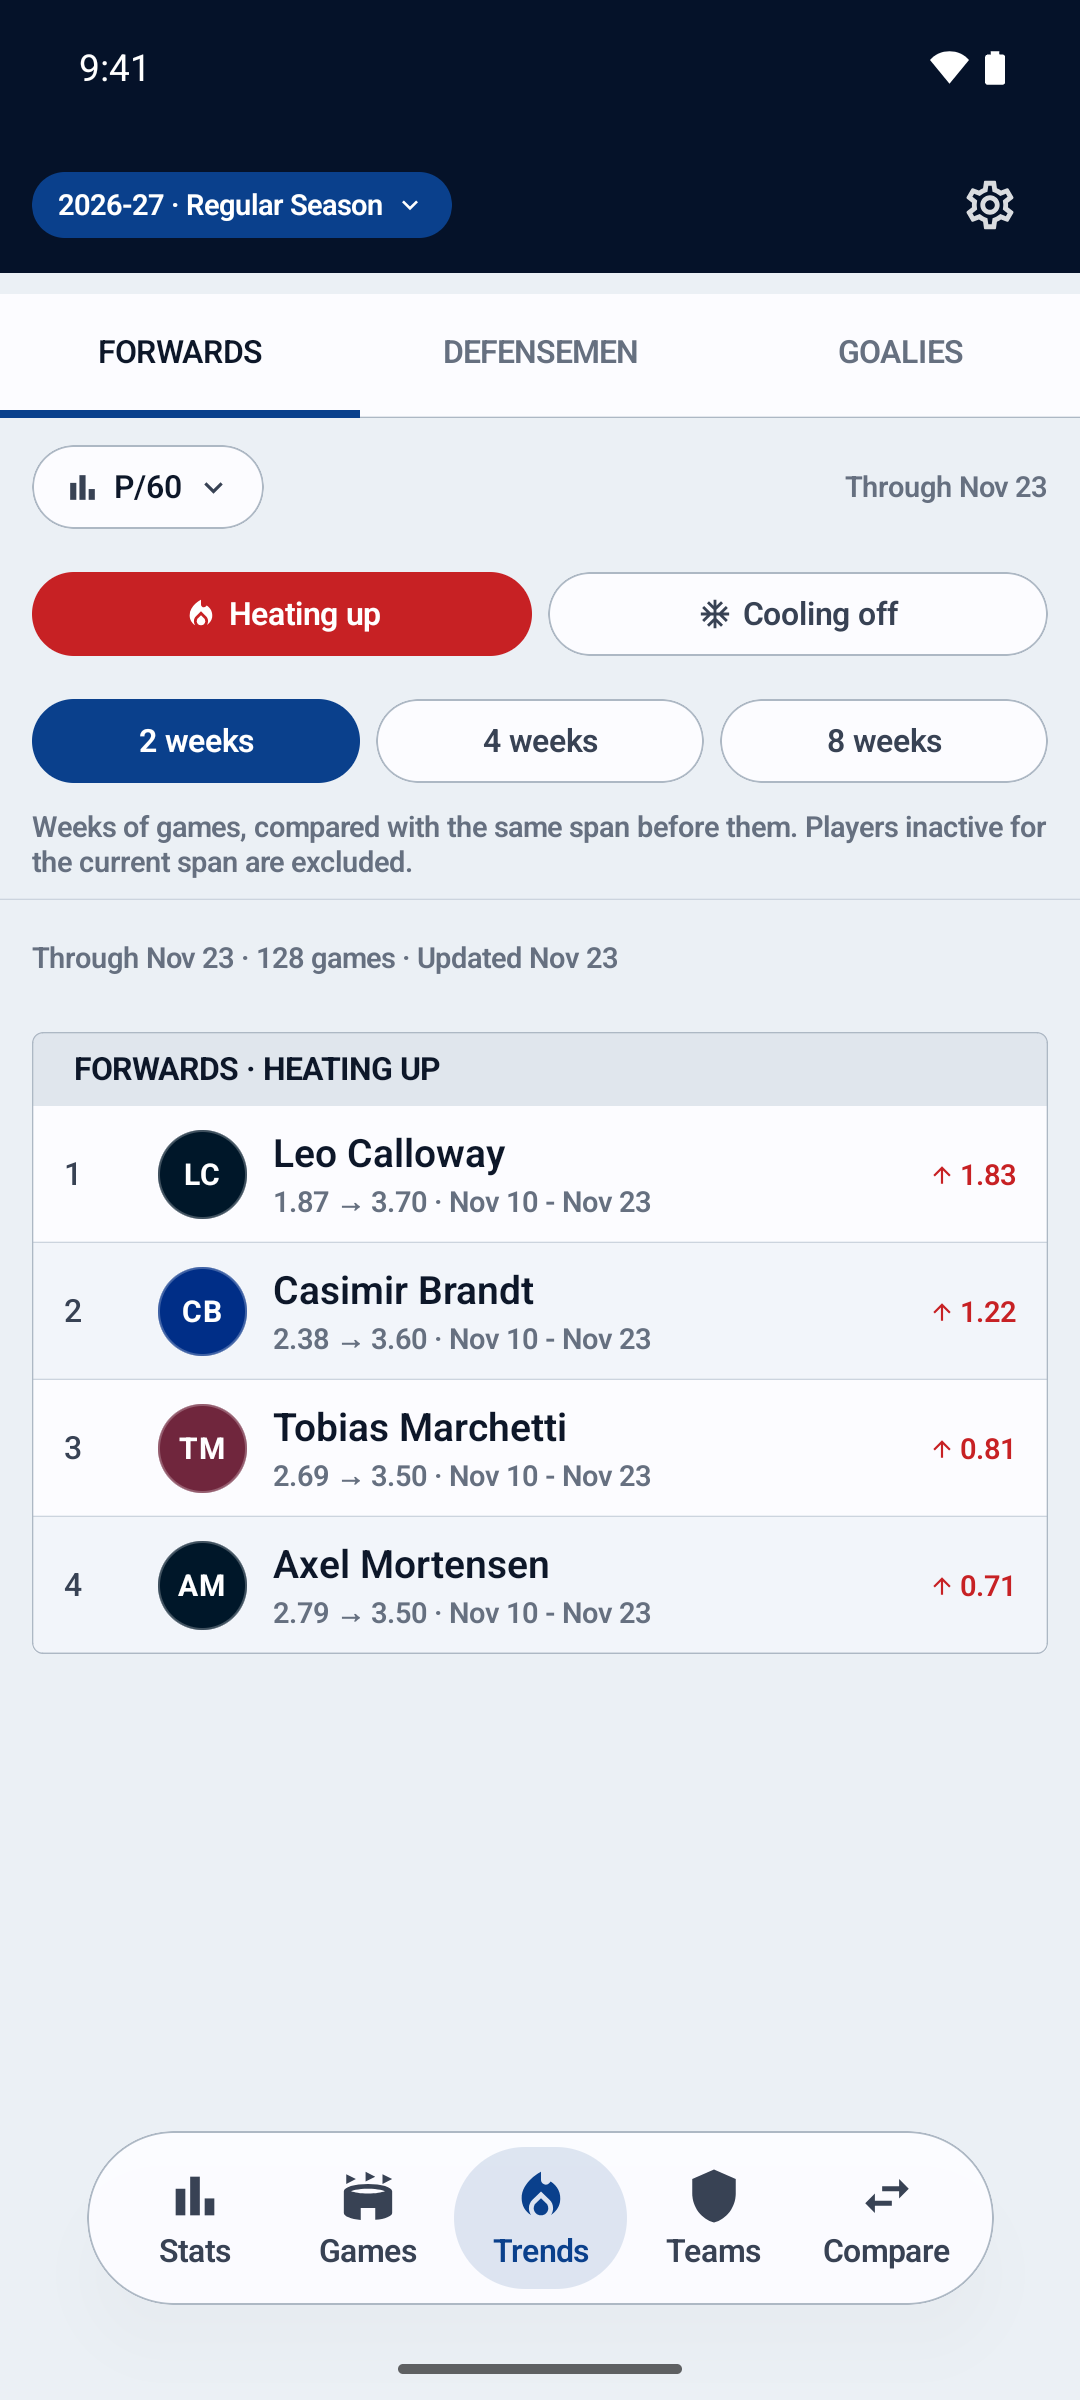 9:41
2026-27 · Regular Season
FORWARDS
DEFENSEMEN
GOALIES
P/60
Through Nov 23
Heating up
Cooling off
2 weeks
4 weeks
8 weeks
Weeks of games, compared with the same span before them. Players inactive for
the current span are excluded.
Through Nov 23 · 128 games · Updated Nov 23
FORWARDS · HEATING UP
1
LC
Leo Calloway
1.87 → 3.70 · Nov 10 - Nov 23
↑ 1.83
2
CB
Casimir Brandt
2.38 → 3.60 · Nov 10 - Nov 23
↑ 1.22
3
TM
Tobias Marchetti
2.69 → 3.50 · Nov 10 - Nov 23
↑ 0.81
4
AM
Axel Mortensen
2.79 → 3.50 · Nov 10 - Nov 23
↑ 0.71
Stats
Games
Trends
Teams
Compare